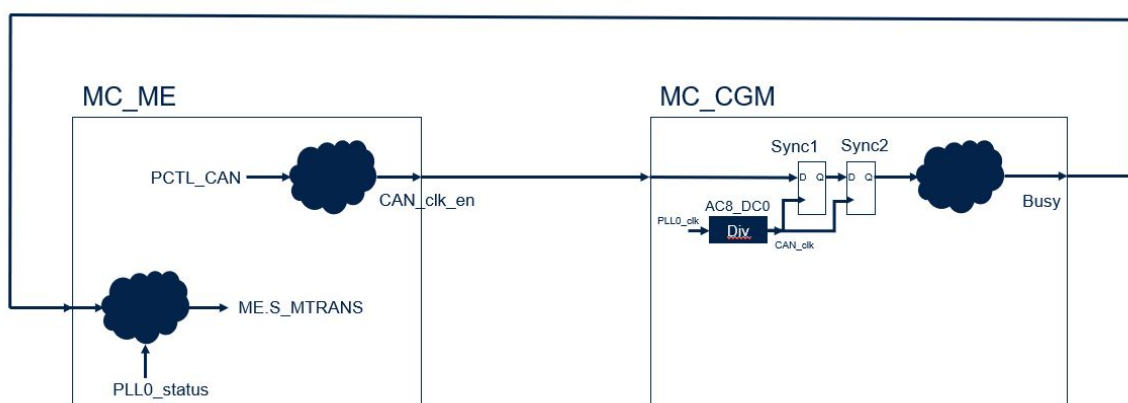 MC_ME
MC_CGM
Sync1
Sync2
PCTL_CAN
CAN_clk_en
D Q
D Q
Busy
AC8_DC0
PLL0_clk
Div
CAN_clk
ME.S_MTRANS
PLL0_status